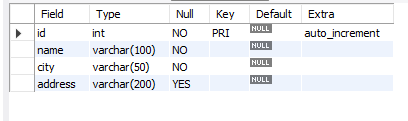 Field Type Null Key Default Extra
id int NO PRI NULL auto_increment
name varchar(100) NO NULL
city varchar(50) NO NULL
address varchar(200) YES NULL